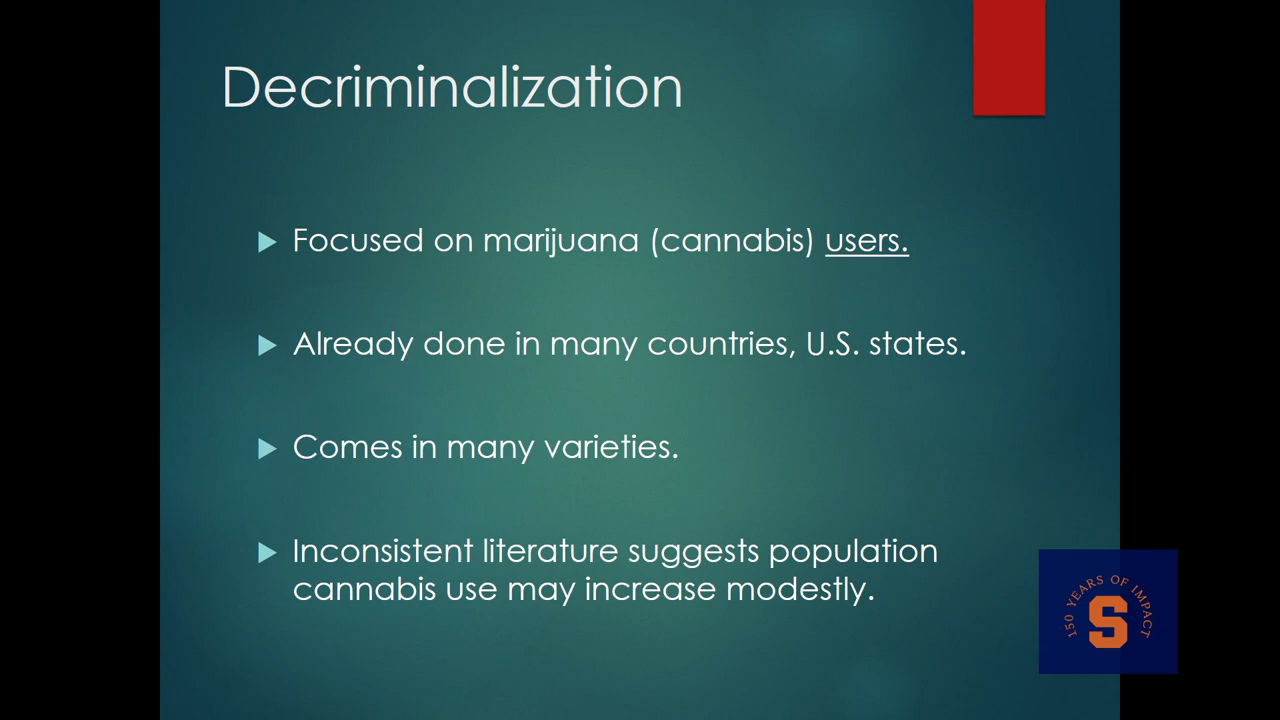 Decriminalization
Focused on marijuana (cannabis) users.
Already done in many countries, U.S. states.
Comes in many varieties.
Inconsistent literature suggests population
cannabis use may increase modestly.
150 YEARS OF IMPACT
S